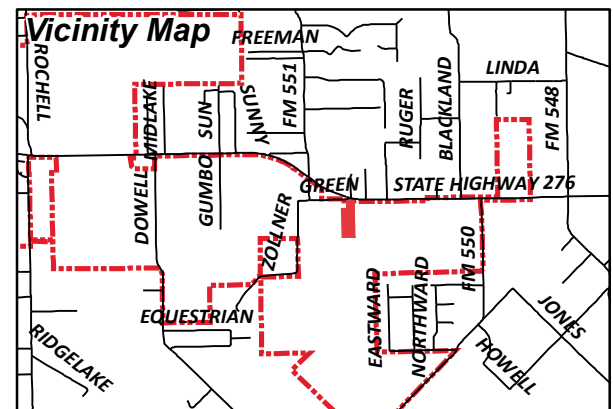 Vicinity Map
FREEMAN
ROCHELL
MIDLAKE
SUN
SUNNY
FM 551
RUGER
BLACKLAND
LINDA
FM 548
DOWELL
GUMBO
GREEN
STATE HIGHWAY 276
ZOLLNER
FM 550
EQUESTRIAN
EASTWARD
NORTHWARD
JONES
HOWELL
RIDGELAKE